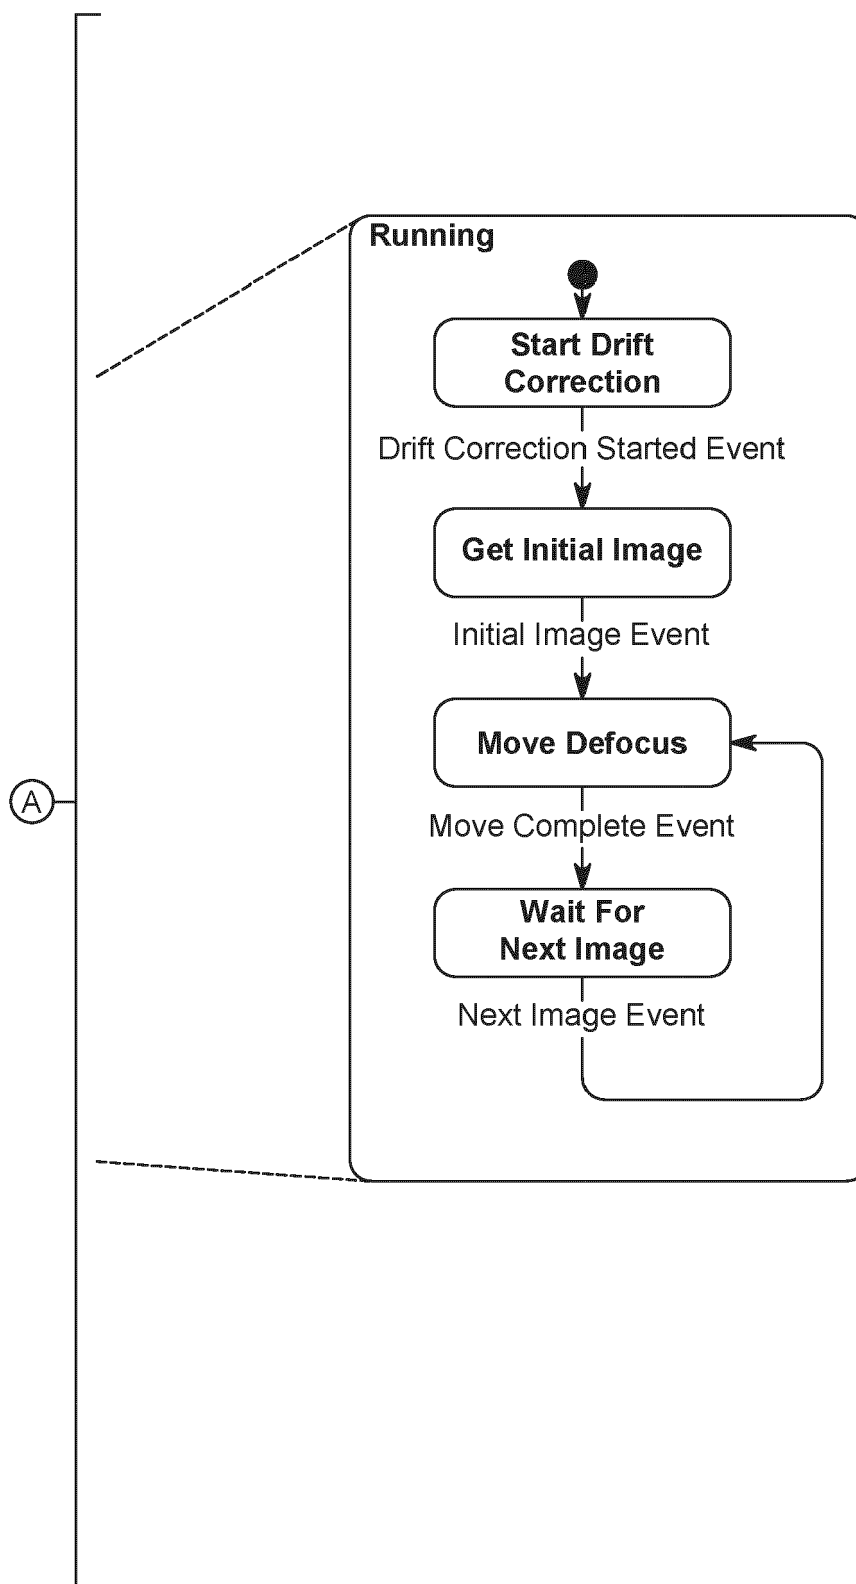 Running
Start Drift
Correction
Drift Correction Started Event
Get Initial Image
Initial Image Event
Move Defocus
A
Move Complete Event
Wait For
Next Image
Next Image Event